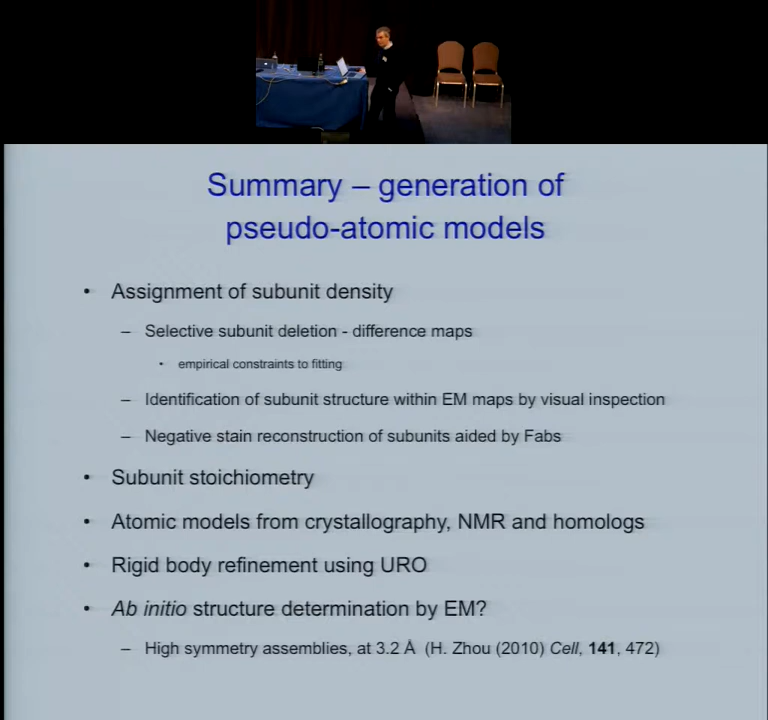 Summary – generation of
pseudo-atomic models
• Assignment of subunit density
– Selective subunit deletion - difference maps
• empirical constraints to fitting
– Identification of subunit structure within EM maps by visual inspection
– Negative stain reconstruction of subunits aided by Fabs
• Subunit stoichiometry
• Atomic models from crystallography, NMR and homologs
• Rigid body refinement using URO
• Ab initio structure determination by EM?
– High symmetry assemblies, at 3.2 Å (H. Zhou (2010) Cell, 141, 472)